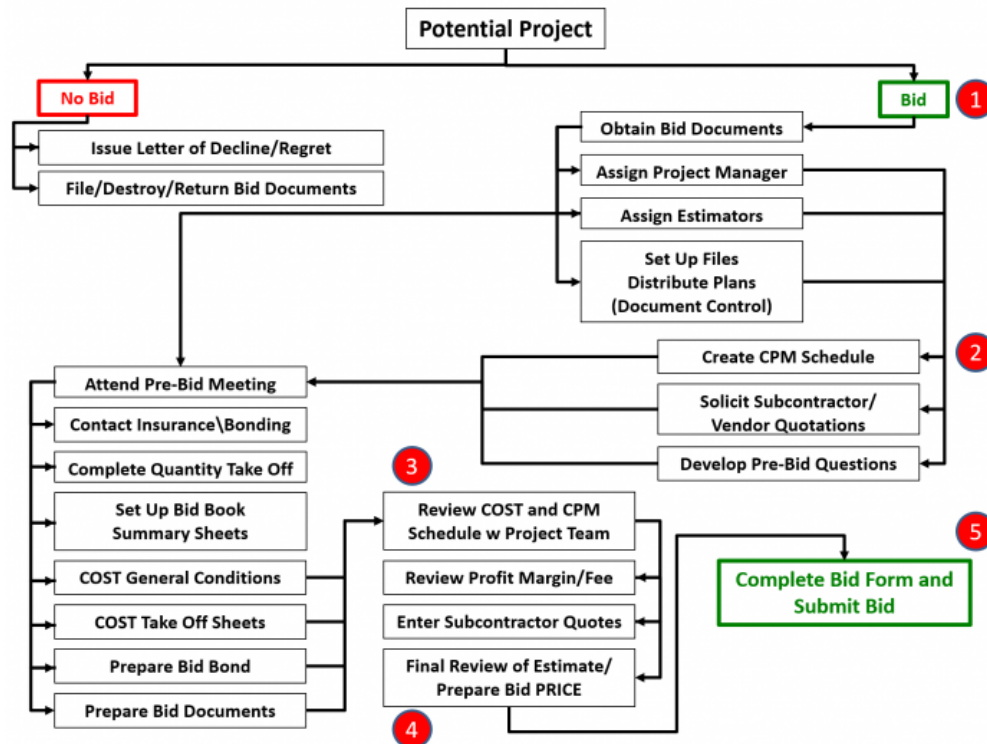 Potential Project
No Bid
Bid
1
Issue Letter of Decline/Regret
File/Destroy/Return Bid Documents
Obtain Bid Documents
Assign Project Manager
Assign Estimators
Set Up Files
Distribute Plans
(Document Control)
2
Create CPM Schedule
Solicit Subcontractor/
Vendor Quotations
Develop Pre-Bid Questions
Attend Pre-Bid Meeting
Contact Insurance\Bonding
Complete Quantity Take Off
Set Up Bid Book
Summary Sheets
COST General Conditions
COST Take Off Sheets
Prepare Bid Bond
Prepare Bid Documents
3
Review COST and CPM
Schedule w Project Team
Review Profit Margin/Fee
Enter Subcontractor Quotes
Final Review of Estimate/
Prepare Bid PRICE
4
5
Complete Bid Form and
Submit Bid